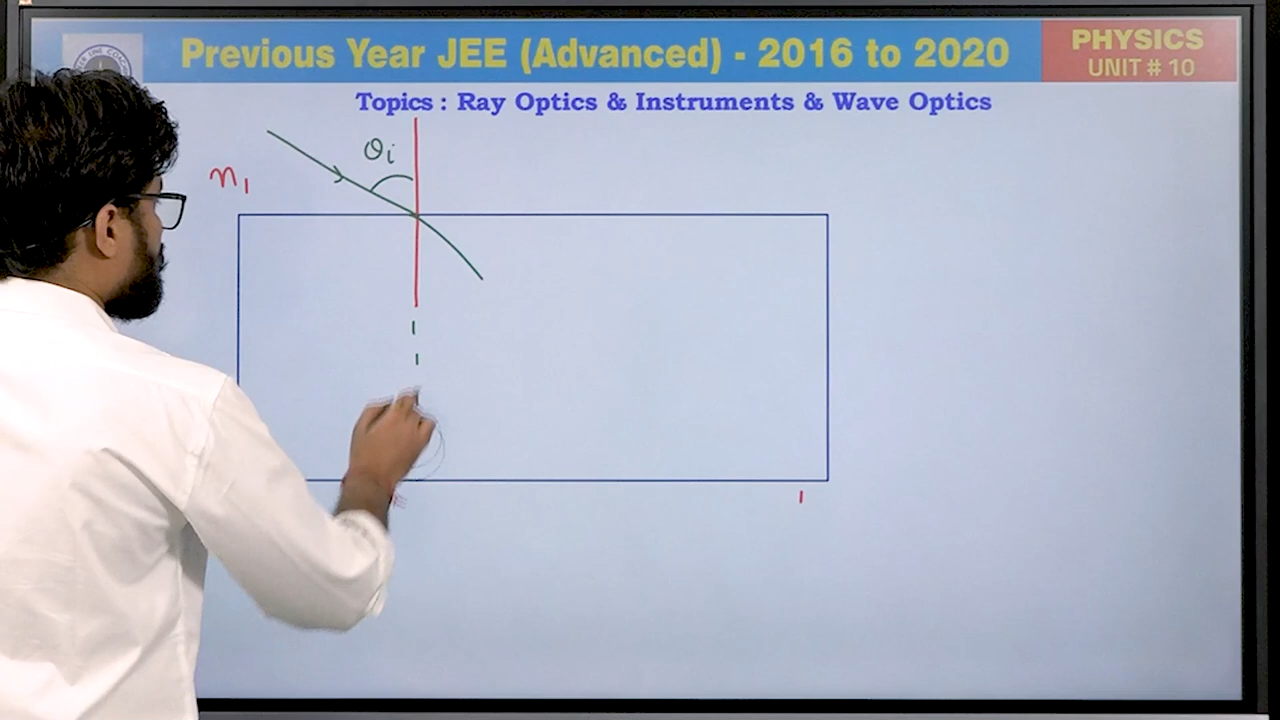 Previous Year JEE (Advanced) - 2016 to 2020
PHYSICS
UNIT # 10
Topics : Ray Optics & Instruments & Wave Optics
θi
n1